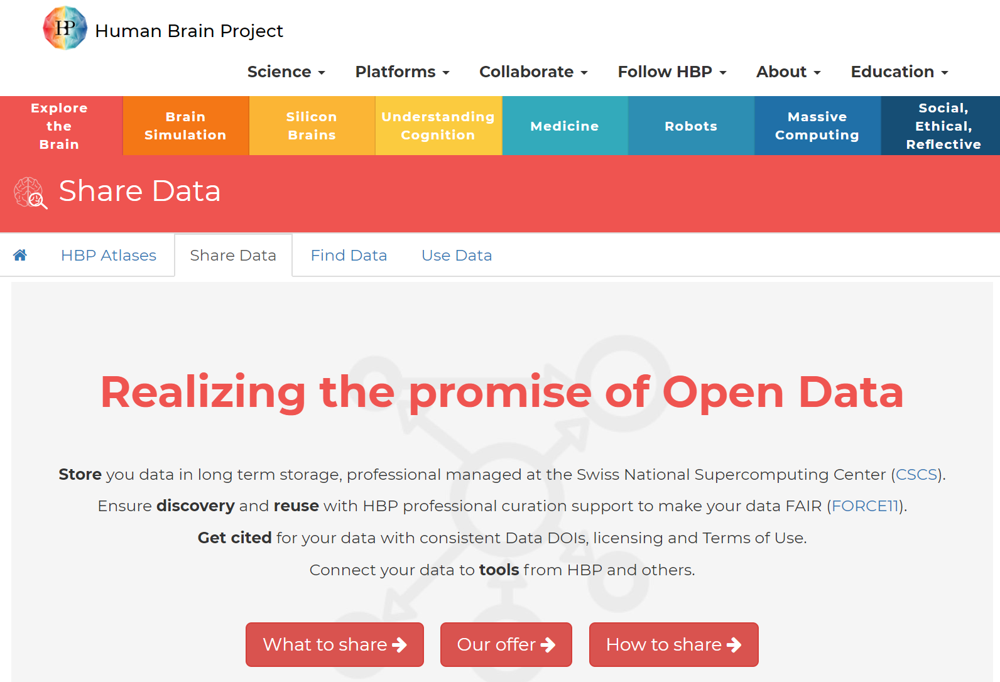 HP Human Brain Project
Science Platforms Collaborate Follow HBP About Education
Explore
the
Brain
Brain
Simulation
Silicon
Brains
Understanding
Cognition
Medicine
Robots
Massive
Computing
Social,
Ethical,
Reflective
Share Data
HBP Atlases Share Data Find Data Use Data
Realizing the promise of Open Data
Store you data in long term storage, professional managed at the Swiss National Supercomputing Center (CSCS).
Ensure discovery and reuse with HBP professional curation support to make your data FAIR (FORCE11).
Get cited for your data with consistent Data DOIs, licensing and Terms of Use.
Connect your data to tools from HBP and others.
What to share Our offer How to share